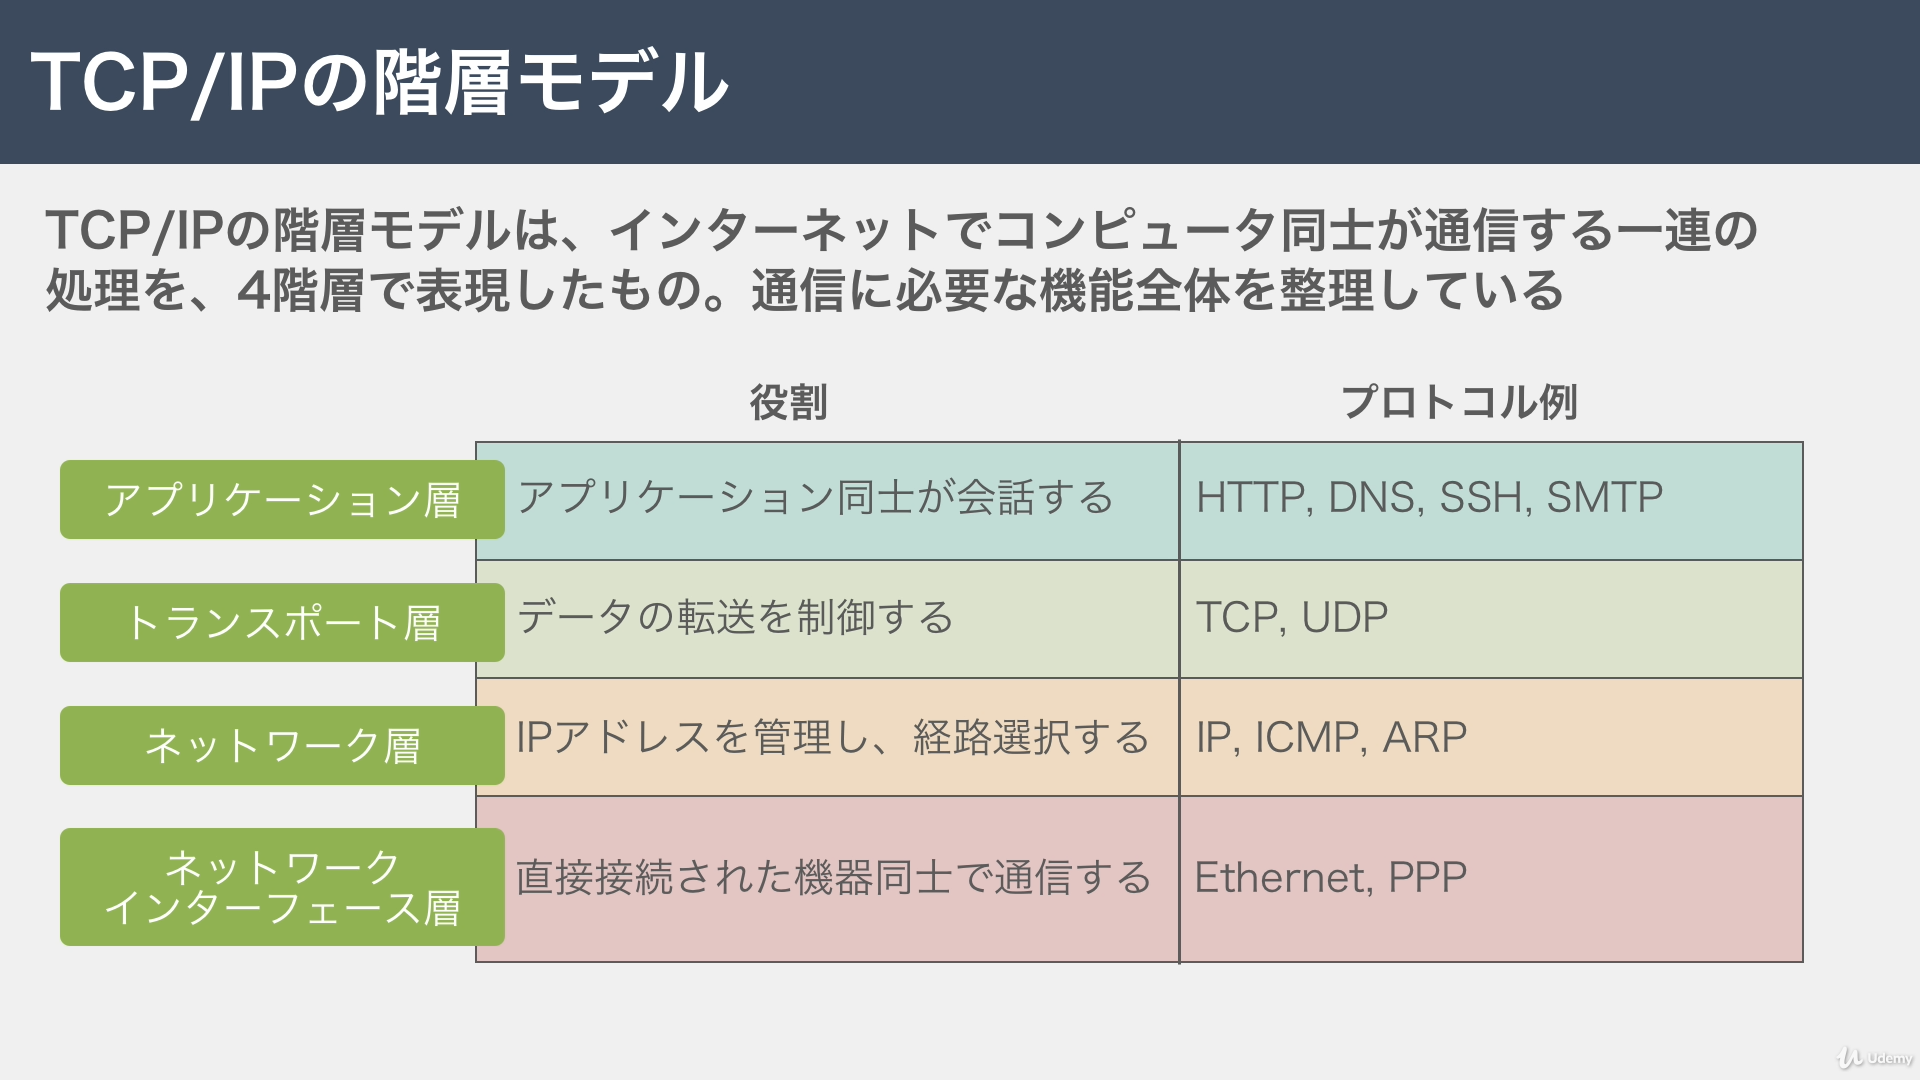 TCP/IPの階層モデル
TCP/IPの階層モデルは、インターネットでコンピュータ同士が通信する一連の
処理を、4階層で表現したもの。通信に必要な機能全体を整理している
役割
プロトコル例
アプリケーション層
アプリケーション同士が会話する
HTTP, DNS, SSH, SMTP
トランスポート層
データの転送を制御する
TCP, UDP
ネットワーク層
IPアドレスを管理し、経路選択する
IP, ICMP, ARP
ネットワーク
インターフェース層
直接接続された機器同士で通信する
Ethernet, PPP
Udemy